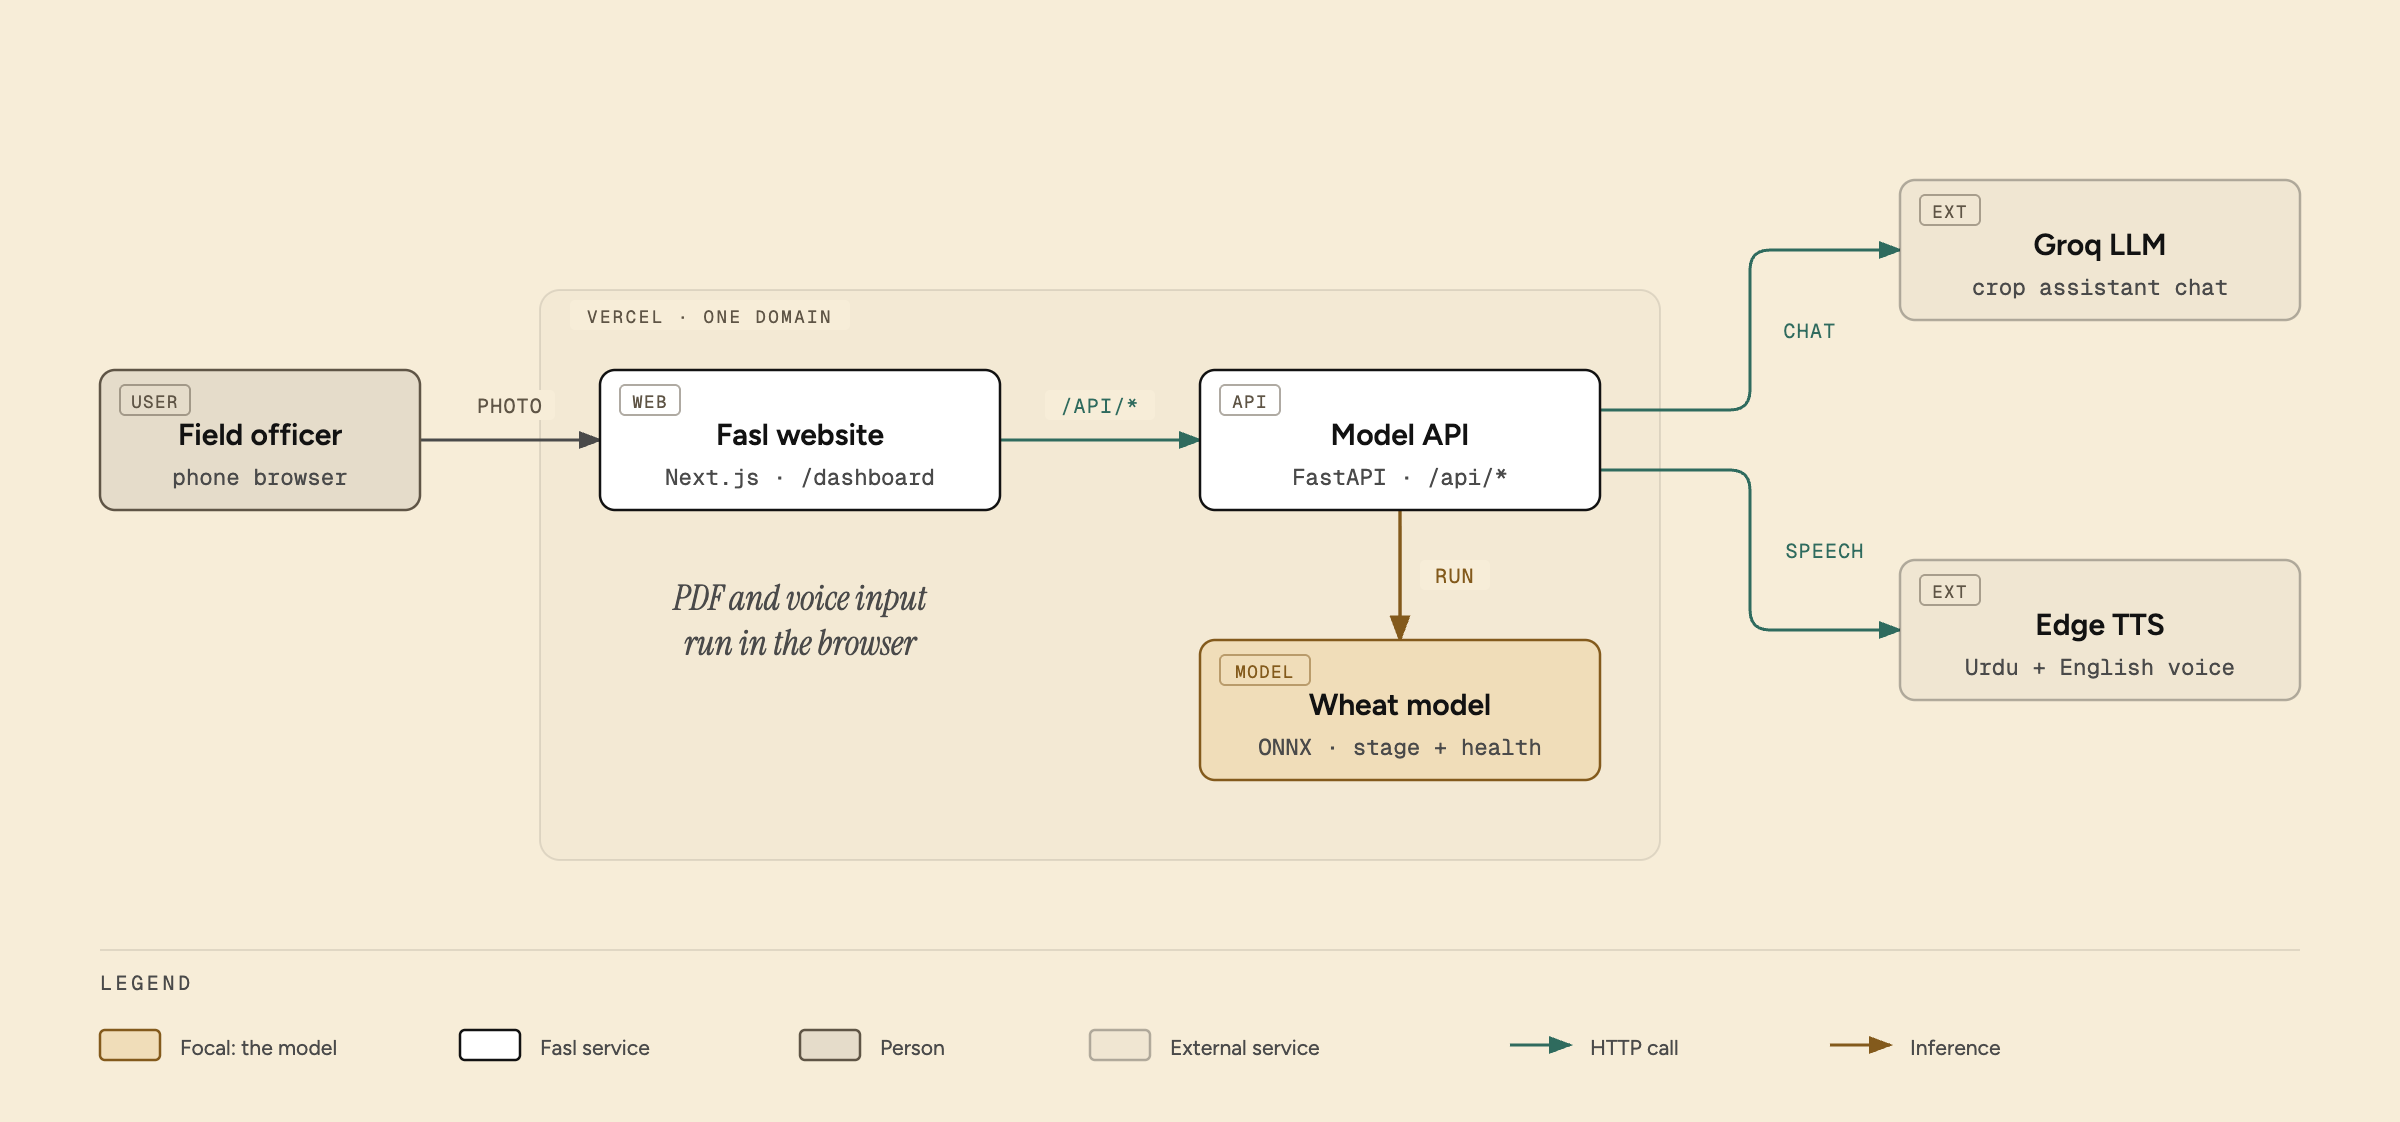 EXT
Groq LLM
crop assistant chat
CHAT
VERCEL · ONE DOMAIN
USER
Field officer
phone browser
PHOTO
WEB
Fasl website
Next.js · /dashboard
/API/*
API
Model API
FastAPI · /api/*
PDF and voice input
run in the browser
RUN
MODEL
Wheat model
ONNX · stage + health
SPEECH
EXT
Edge TTS
Urdu + English voice
LEGEND
Focal: the model
Fasl service
Person
External service
HTTP call
Inference